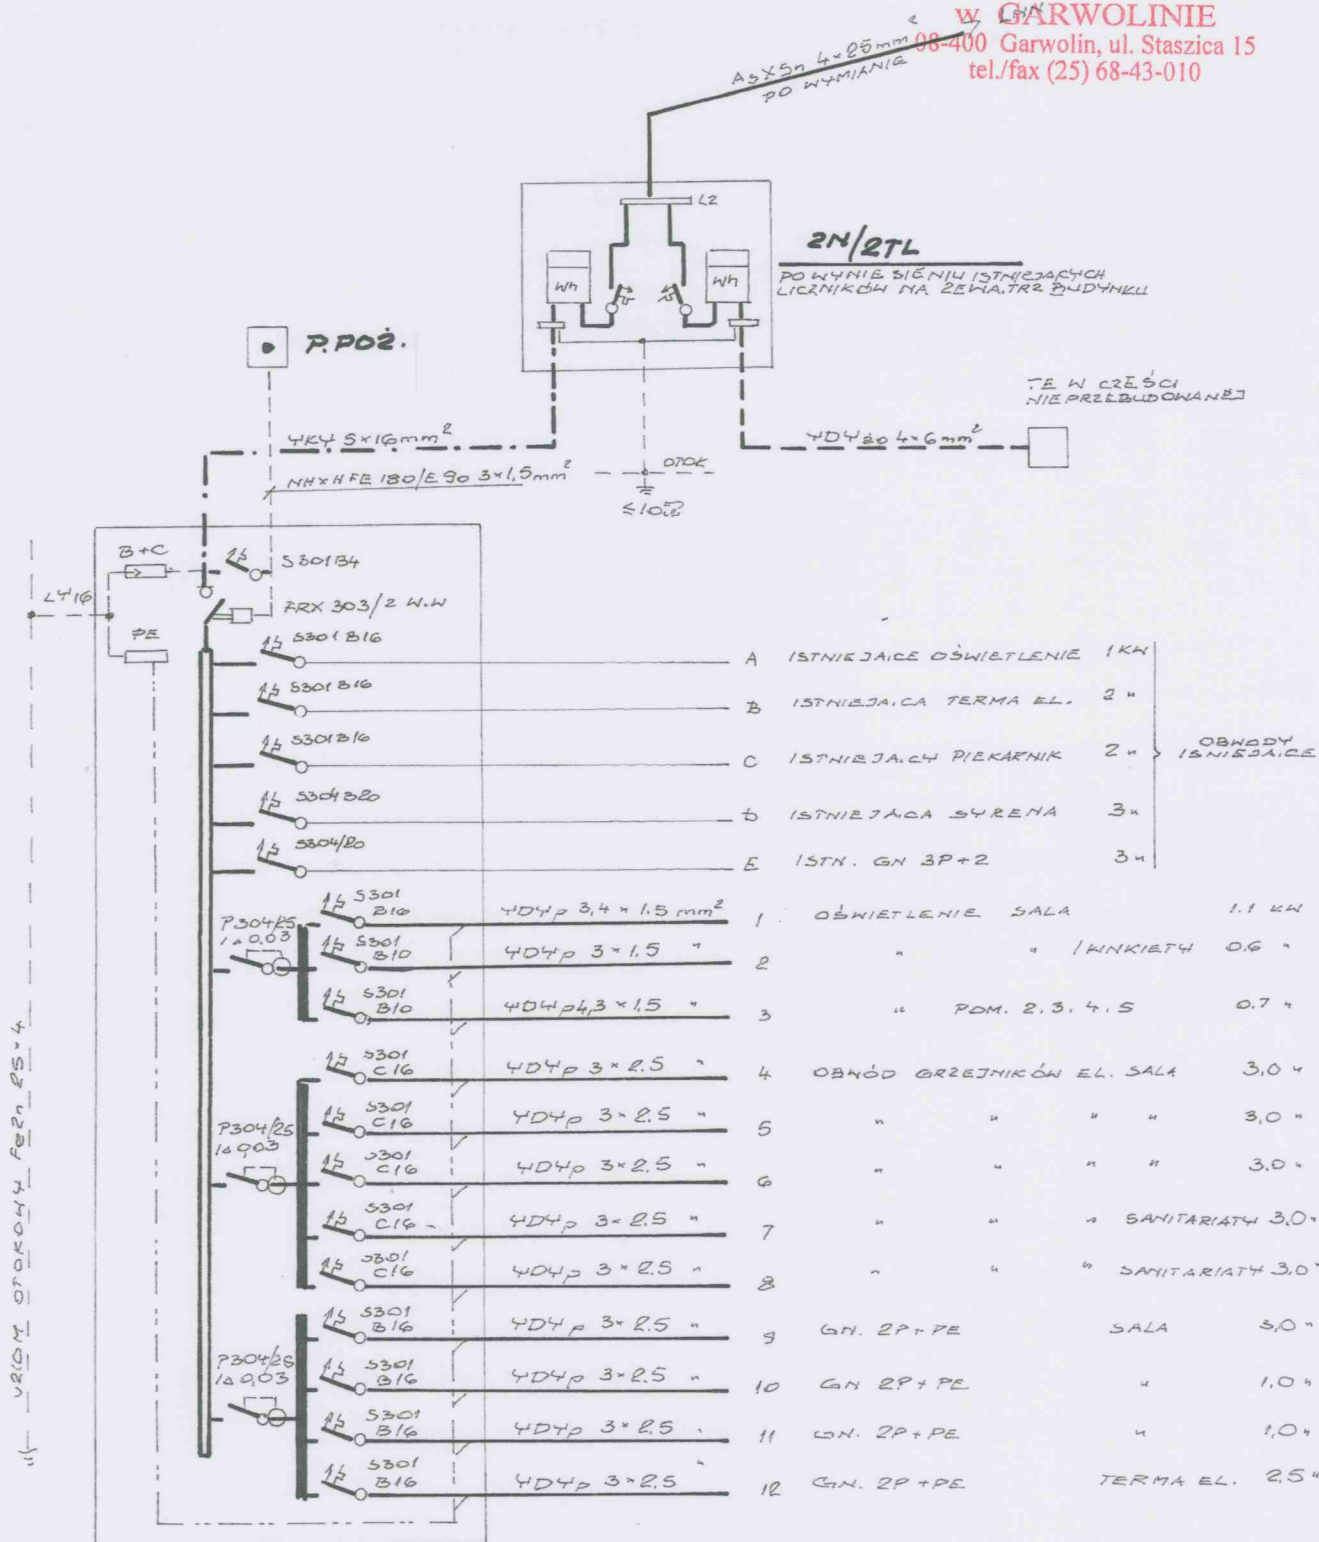 w GARWOLINIE
08-400 Garwolin, ul. Staszica 15
tel./fax (25) 68-43-010
AsXSn 4×25mm²
PO WYMIANIE
LZ
Wh
Wh
2N/2TL
PO WYNIESIENIU ISTNIEJĄCYCH
LICZNIKÓW NA ZEWĄTRZ BUDYNKU
P.POŻ.
TE W CZĘŚCI
NIEPRZEBUDOWANEJ
YKY 5×16mm²
YDYżo 4×6mm²
NHXHFE 180/E90 3×1,5mm²
OTOK
≤10Ω
B+C
S301B4
LY16
FRX 303/2 W.W
PE
S301 B16
A ISTNIEJĄCE OŚWIETLENIE 1KW
S301 B16
B ISTNIEJĄCA TERMA EL. 2 "
S301B16
C ISTNIEJĄCY PIEKARNIK 2 "
OBWODY
ISNIEJĄCE
S304B20
D ISTNIEJĄCA SYRENA 3 "
S304/20
E ISTN. GN 3P+Z 3 "
P304/25
IΔ 0,03
S301
B16
YDYp 3,4 × 1.5 mm² 1 OŚWIETLENIE SALA 1.1 KW
S301
B10
YDYp 3×1.5 " 2 " " /KINKIETY 0.6 "
S301
B10
YDYp4,3 × 1,5 " 3 " POM. 2.3.4.5 0.7 "
S301
C16
YDYp 3×2.5 " 4 OBWÓD GRZEJNIKÓW EL. SALA 3,0 "
P304/25
IΔ 0,03
S301
C16
YDYp 3×2.5 " 5 " " " " 3,0 "
S301
C16
YDYp 3×2,5 " 6 " " " " 3.0 "
S301
C16
YDYp 3×2.5 " 7 " " " SANITARIATY 3.0 "
S301
C16
YDYp 3×2.5 " 8 " " " SANITARIATY 3.0 "
P304/25
IΔ 0,03
S301
B16
YDYp 3×2.5 " 9 GN. 2P+PE SALA 3,0 "
S301
B16
YDYp 3×2.5 " 10 GN 2P+PE " 1,0 "
S301
B16
YDYp 3×2.5 " 11 GN. 2P+PE " 1,0 "
S301
B16
YDYp 3×2.5 " 12 GN. 2P+PE TERMA EL. 2.5 "
UZIOM OTOKOWY FeZn 25×4